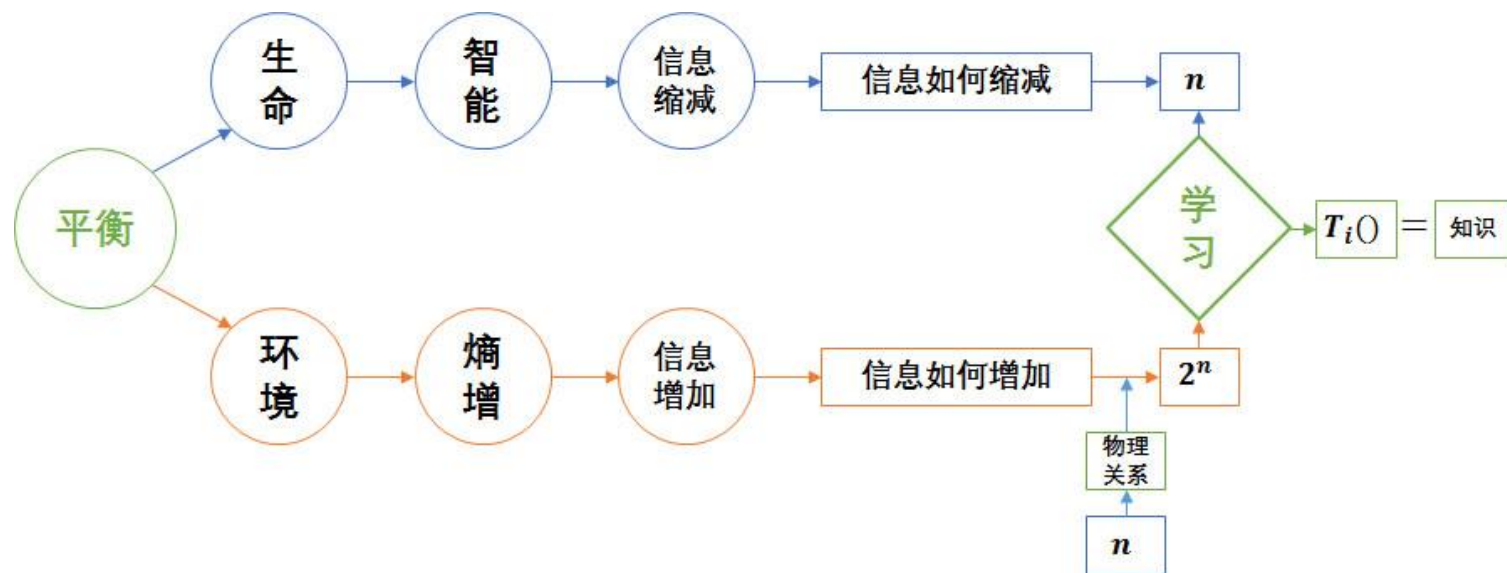 生
命
智
能
信息
缩减
信息如何缩减
n
平衡
学
习
T_i() = 知识
环
境
熵
增
信息
增加
信息如何增加
2^n
物理
关系
n